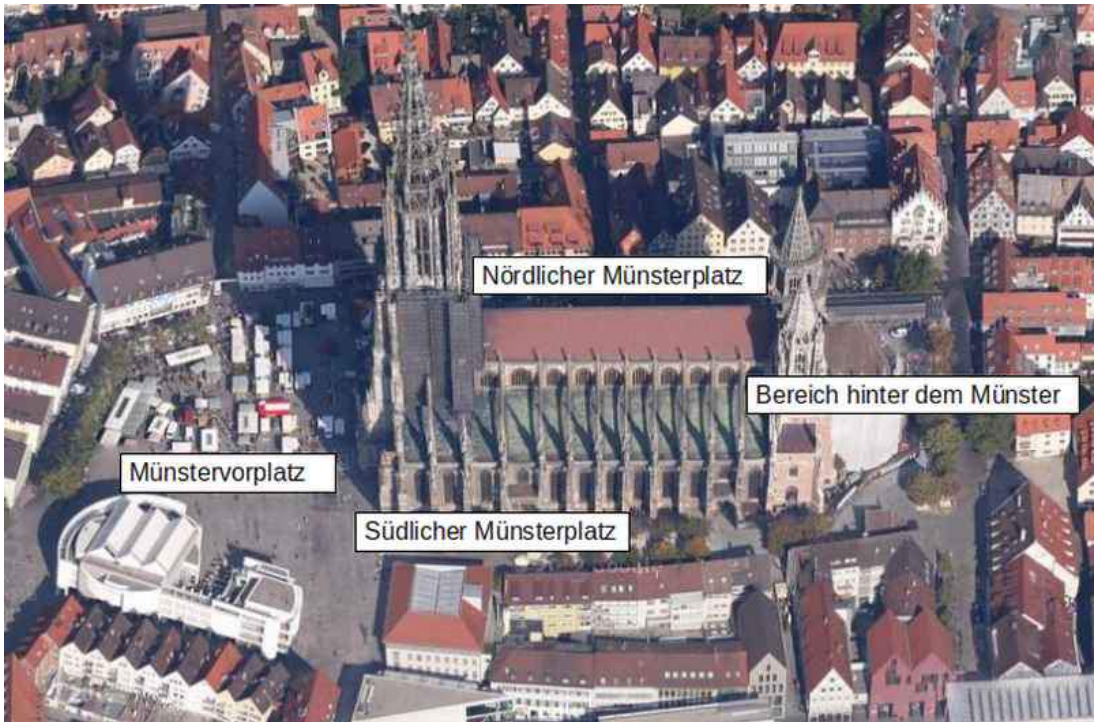 Nördlicher Münsterplatz
Bereich hinter dem Münster
Münstervorplatz
Südlicher Münsterplatz